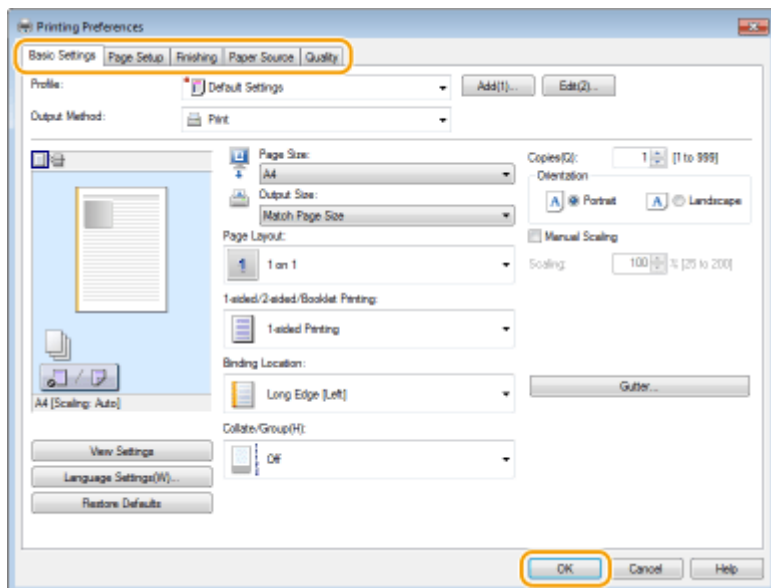 Printing Preferences
Basic Settings Page Setup Finishing Paper Source Quality
Profile: Default Settings Add(1)... Edit(2)...
Output Method: Print
Page Size:
A4
Output Size:
Match Page Size
Copies(Q): 1 [1 to 999]
Orientation
A Portrait A Landscape
Page Layout:
1 1 on 1
Manual Scaling
Scaling: 100 % [25 to 200]
1-sided/2-sided/Booklet Printing:
1-sided Printing
Binding Location:
Long Edge [Left]
Gutter...
A4 [Scaling: Auto]
Collate/Group(H):
Off
View Settings
Language Settings(W)...
Restore Defaults
OK Cancel Help